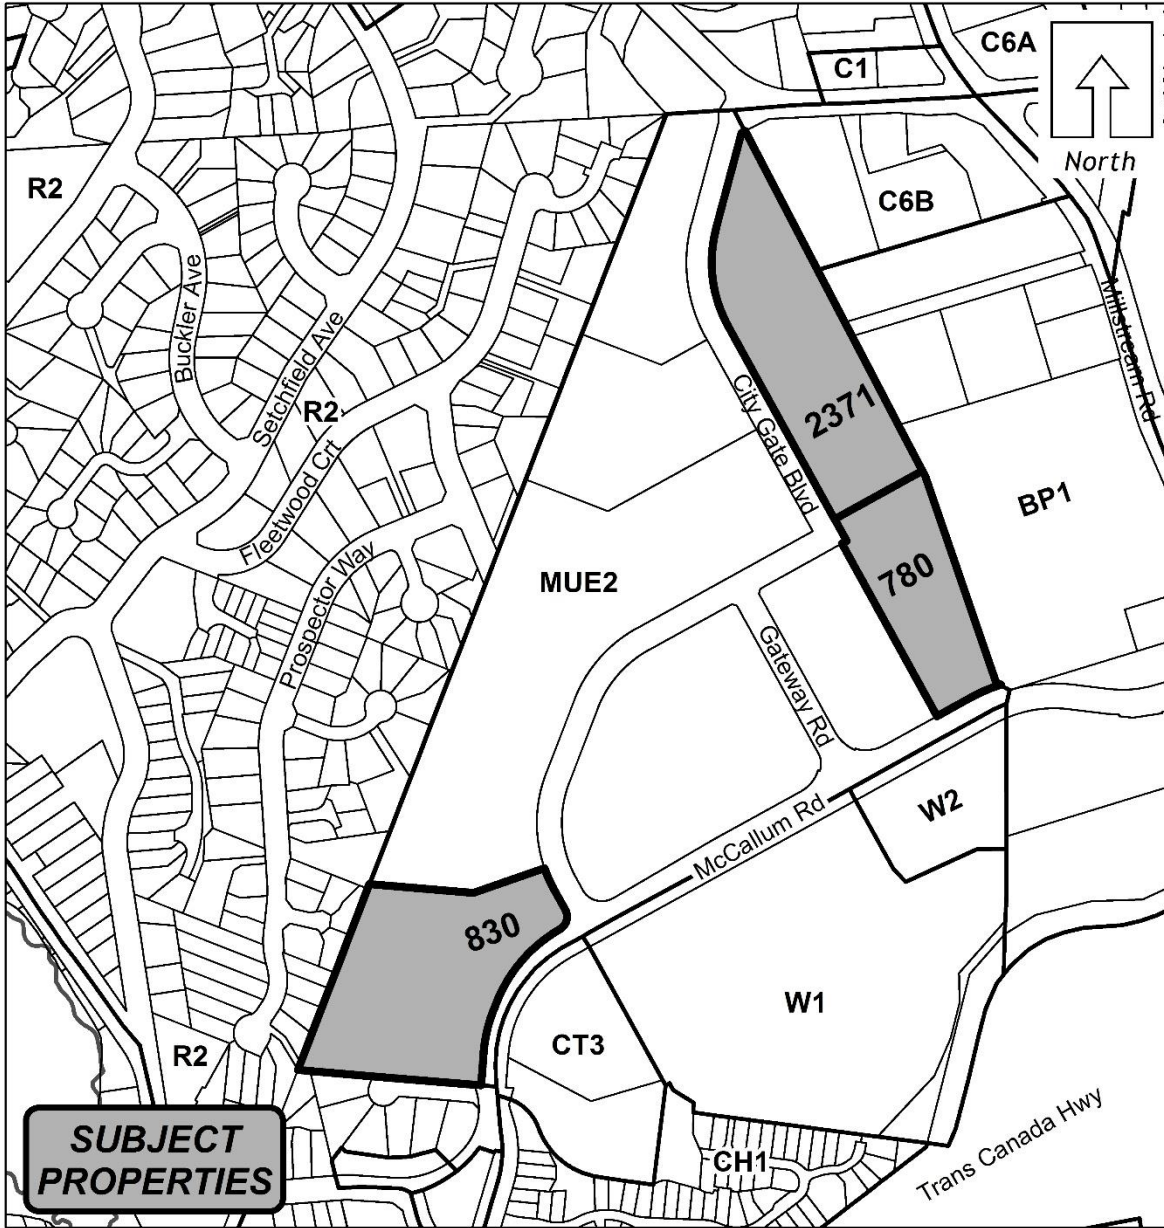 C6A
C1
North
R2
C6B
Buckler Ave
Setchfield Ave
Millstream Rd
R2
2371
City Gate Blvd
Fleetwood Crt
BP1
Prospector Way
MUE2
780
Gateway Rd
W2
McCallum Rd
830
W1
CT3
R2
SUBJECT
PROPERTIES
CH1
Trans Canada Hwy